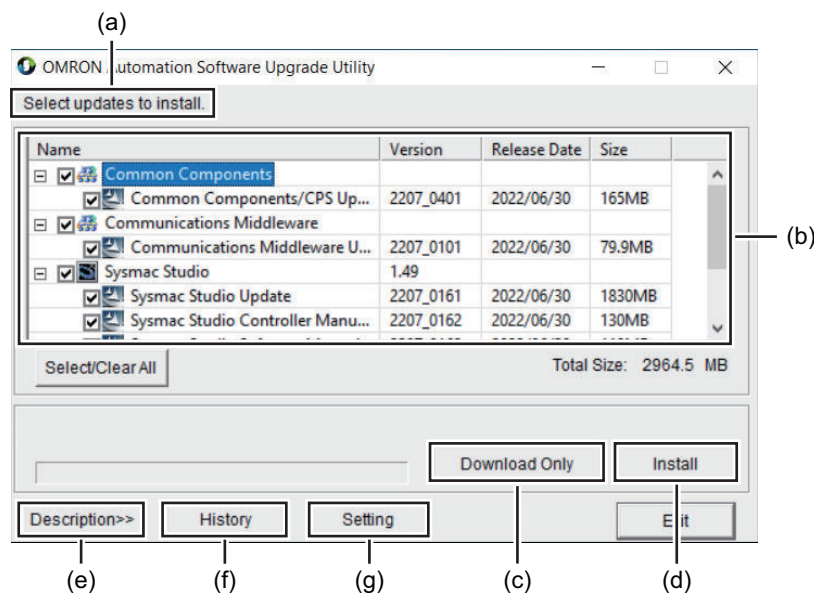 (a)
OMRON Automation Software Upgrade Utility
Select updates to install.
Name Version Release Date Size
Common Components
Common Components/CPS Up... 2207_0401 2022/06/30 165MB
Communications Middleware
Communications Middleware U... 2207_0101 2022/06/30 79.9MB
(b)
Sysmac Studio 1.49
Sysmac Studio Update 2207_0161 2022/06/30 1830MB
Sysmac Studio Controller Manu... 2207_0162 2022/06/30 130MB
Select/Clear All Total Size: 2964.5 MB
Download Only Install
Description>> History Setting Exit
(e) (f) (g) (c) (d)